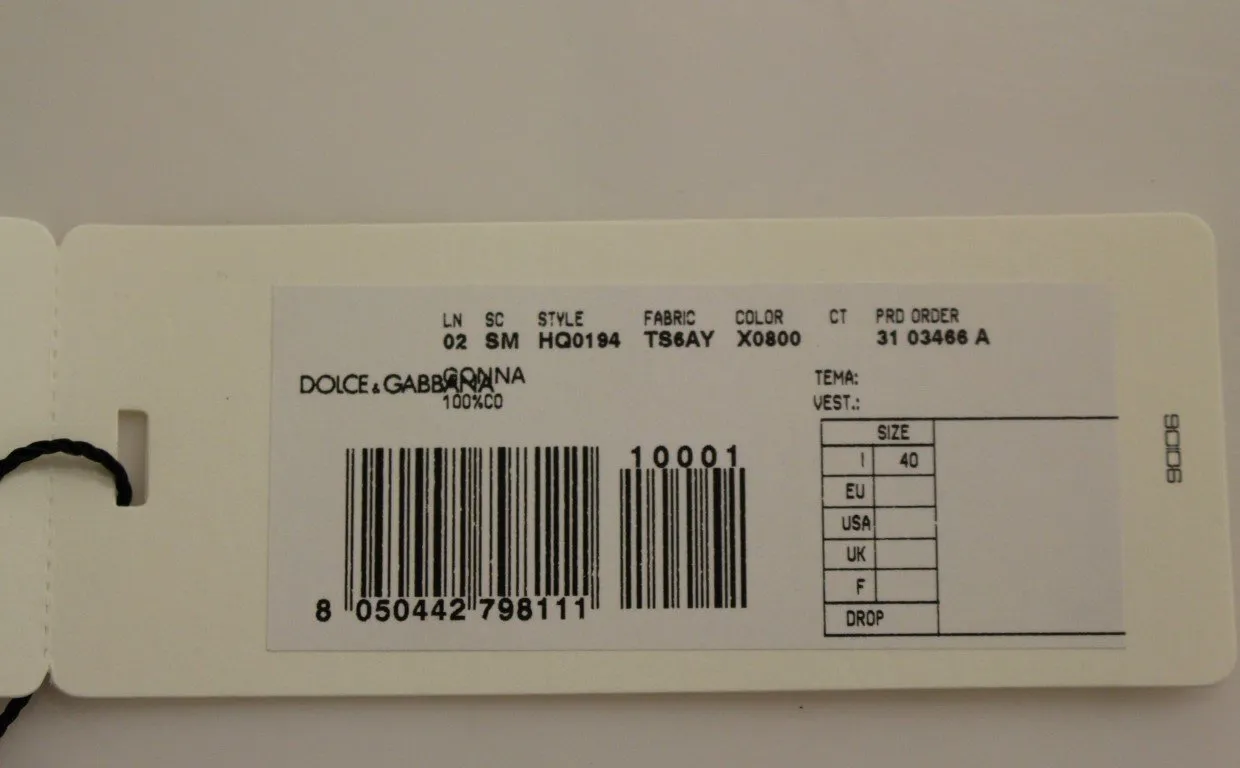 LN SC STYLE FABRIC COLOR CT PRD ORDER
02 SM HQ0194 TS6AY X0800 31 03466 A
DOLCE & GABBANA GONNA
100%CO
TEMA:
VEST.:
10001
8 050442 798111
SIZE
I 40
EU
USA
UK
F
DROP